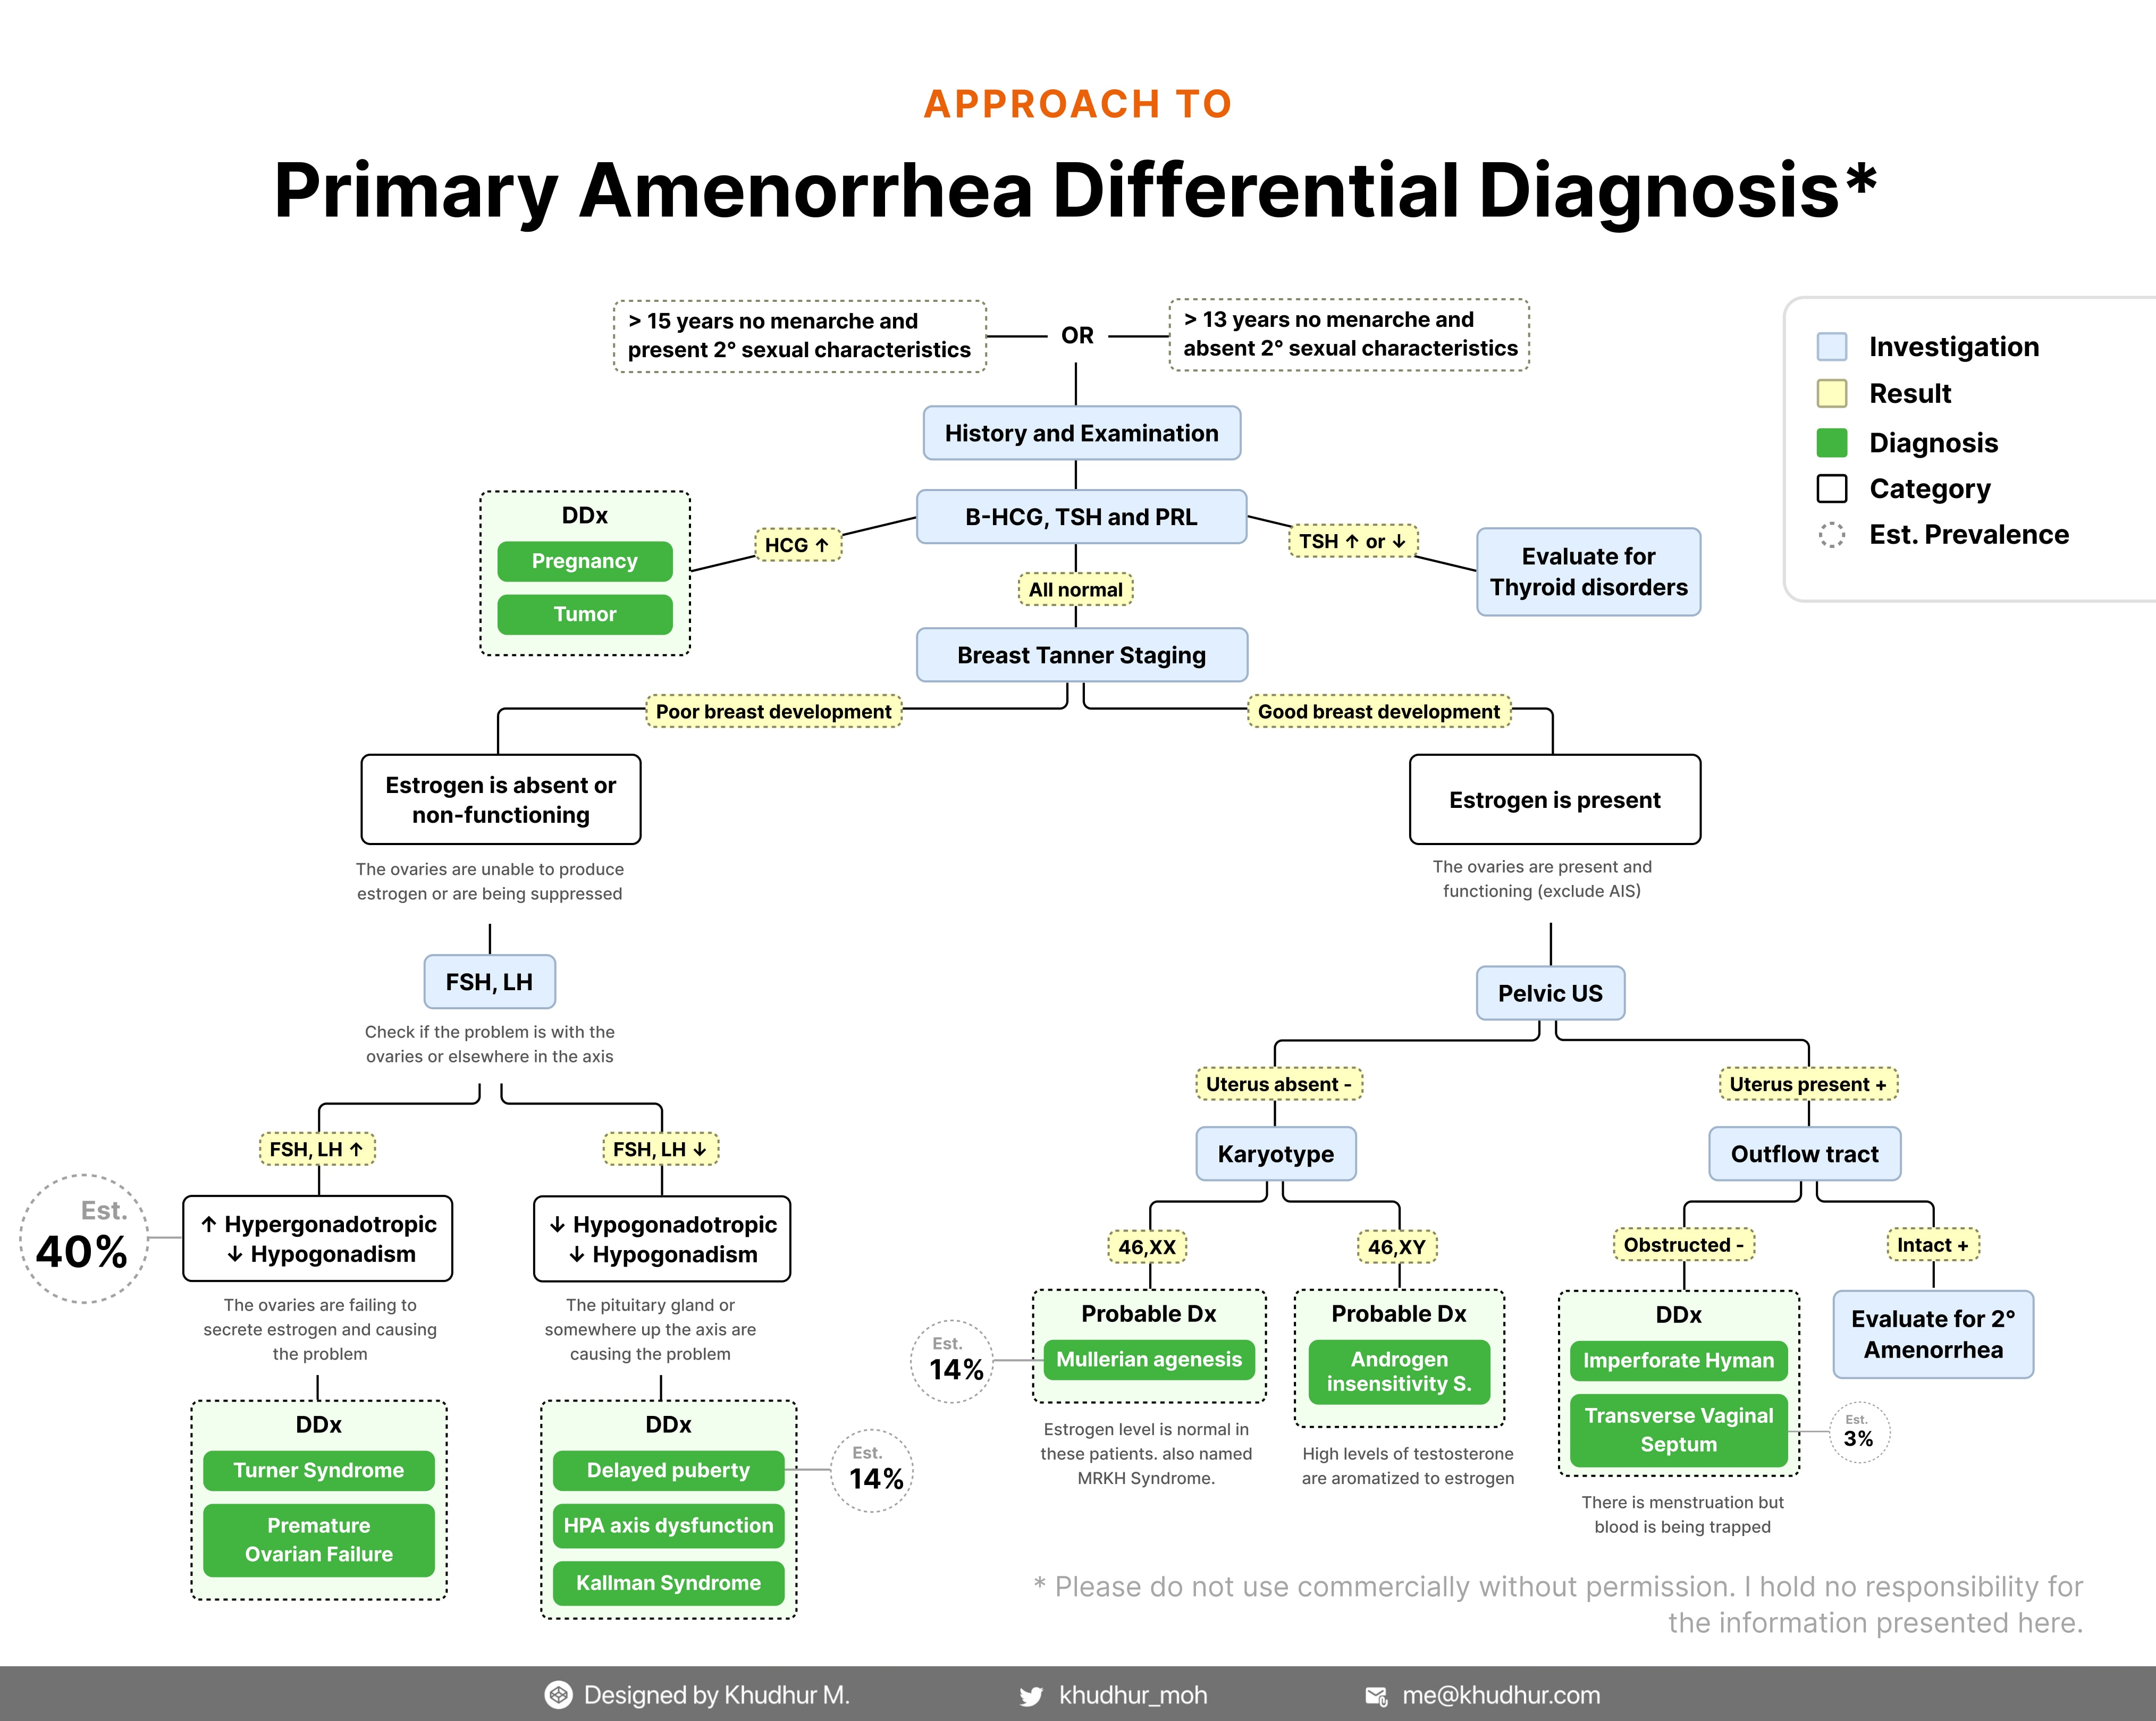 APPROACH TO
Primary Amenorrhea Differential Diagnosis*
> 15 years no menarche and
present 2° sexual characteristics
OR
> 13 years no menarche and
absent 2° sexual characteristics
Investigation
Result
Diagnosis
Category
Est. Prevalence
History and Examination
B-HCG, TSH and PRL
HCG ↑
DDx
Pregnancy
Tumor
TSH ↑ or ↓
Evaluate for
Thyroid disorders
All normal
Breast Tanner Staging
Poor breast development
Good breast development
Estrogen is absent or
non-functioning
The ovaries are unable to produce
estrogen or are being suppressed
FSH, LH
Check if the problem is with the
ovaries or elsewhere in the axis
FSH, LH ↑
FSH, LH ↓
Est.
40%
↑ Hypergonadotropic
↓ Hypogonadism
The ovaries are failing to
secrete estrogen and causing
the problem
DDx
Turner Syndrome
Premature
Ovarian Failure
↓ Hypogonadotropic
↓ Hypogonadism
The pituitary gland or
somewhere up the axis are
causing the problem
DDx
Delayed puberty
HPA axis dysfunction
Kallman Syndrome
Est.
14%
Estrogen is present
The ovaries are present and
functioning (exclude AIS)
Pelvic US
Uterus absent -
Uterus present +
Karyotype
46,XX
46,XY
Probable Dx
Mullerian agenesis
Est.
14%
Estrogen level is normal in
these patients. also named
MRKH Syndrome.
Probable Dx
Androgen
insensitivity S.
High levels of testosterone
are aromatized to estrogen
Outflow tract
Obstructed -
Intact +
DDx
Imperforate Hyman
Transverse Vaginal
Septum
Est.
3%
There is menstruation but
blood is being trapped
Evaluate for 2°
Amenorrhea
* Please do not use commercially without permission. I hold no responsibility for
the information presented here.
Designed by Khudhur M.
khudhur_moh
me@khudhur.com